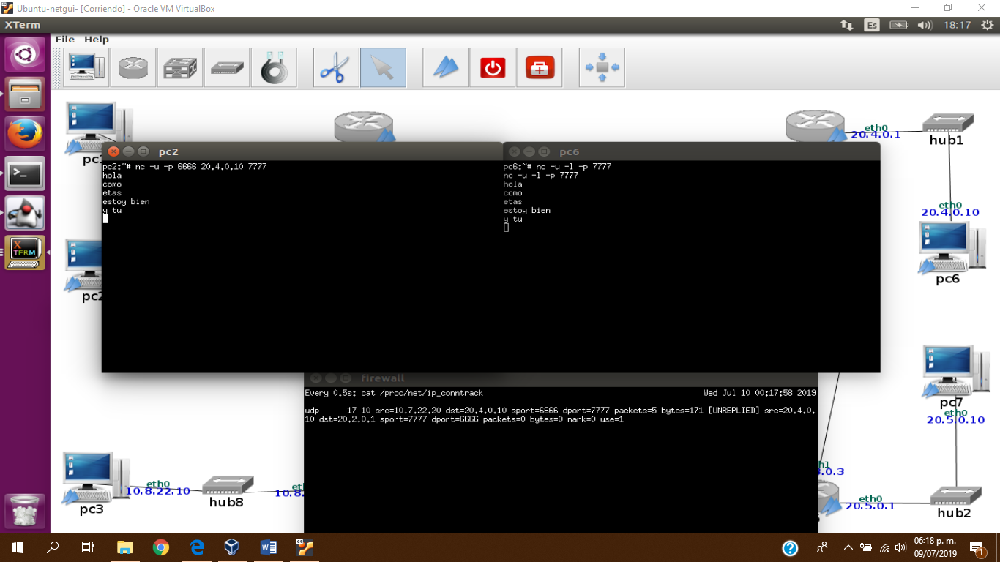 Ubuntu-netgui- [Corriendo] - Oracle VM VirtualBox
XTerm
Es
18:17
File Help
eth0
20.4.0.1
hub1
pc2
pc6
pc2:~# nc -u -p 6666 20.4.0.10 7777
hola
como
etas
estoy bien
y tu
pc6:~# nc -u -l -p 7777
nc -u -l -p 7777
hola
como
etas
estoy bien
y tu
eth0
20.4.0.10
pc6
X
TERM
firewall
Every 0.5s: cat /proc/net/ip_conntrack
Wed Jul 10 00:17:58 2019
udp 17 10 src=10.7.22.20 dst=20.4.0.10 sport=6666 dport=7777 packets=5 bytes=171 [UNREPLIED] src=20.4.0.
10 dst=20.2.0.1 sport=7777 dport=6666 packets=0 bytes=0 mark=0 use=1
pc7
eth0
20.5.0.10
eth0
10.8.22.10
hub8
10.8.
pc3
h1
.0.3
eth0
20.5.0.1
hub2
06:18 p. m.
09/07/2019
1